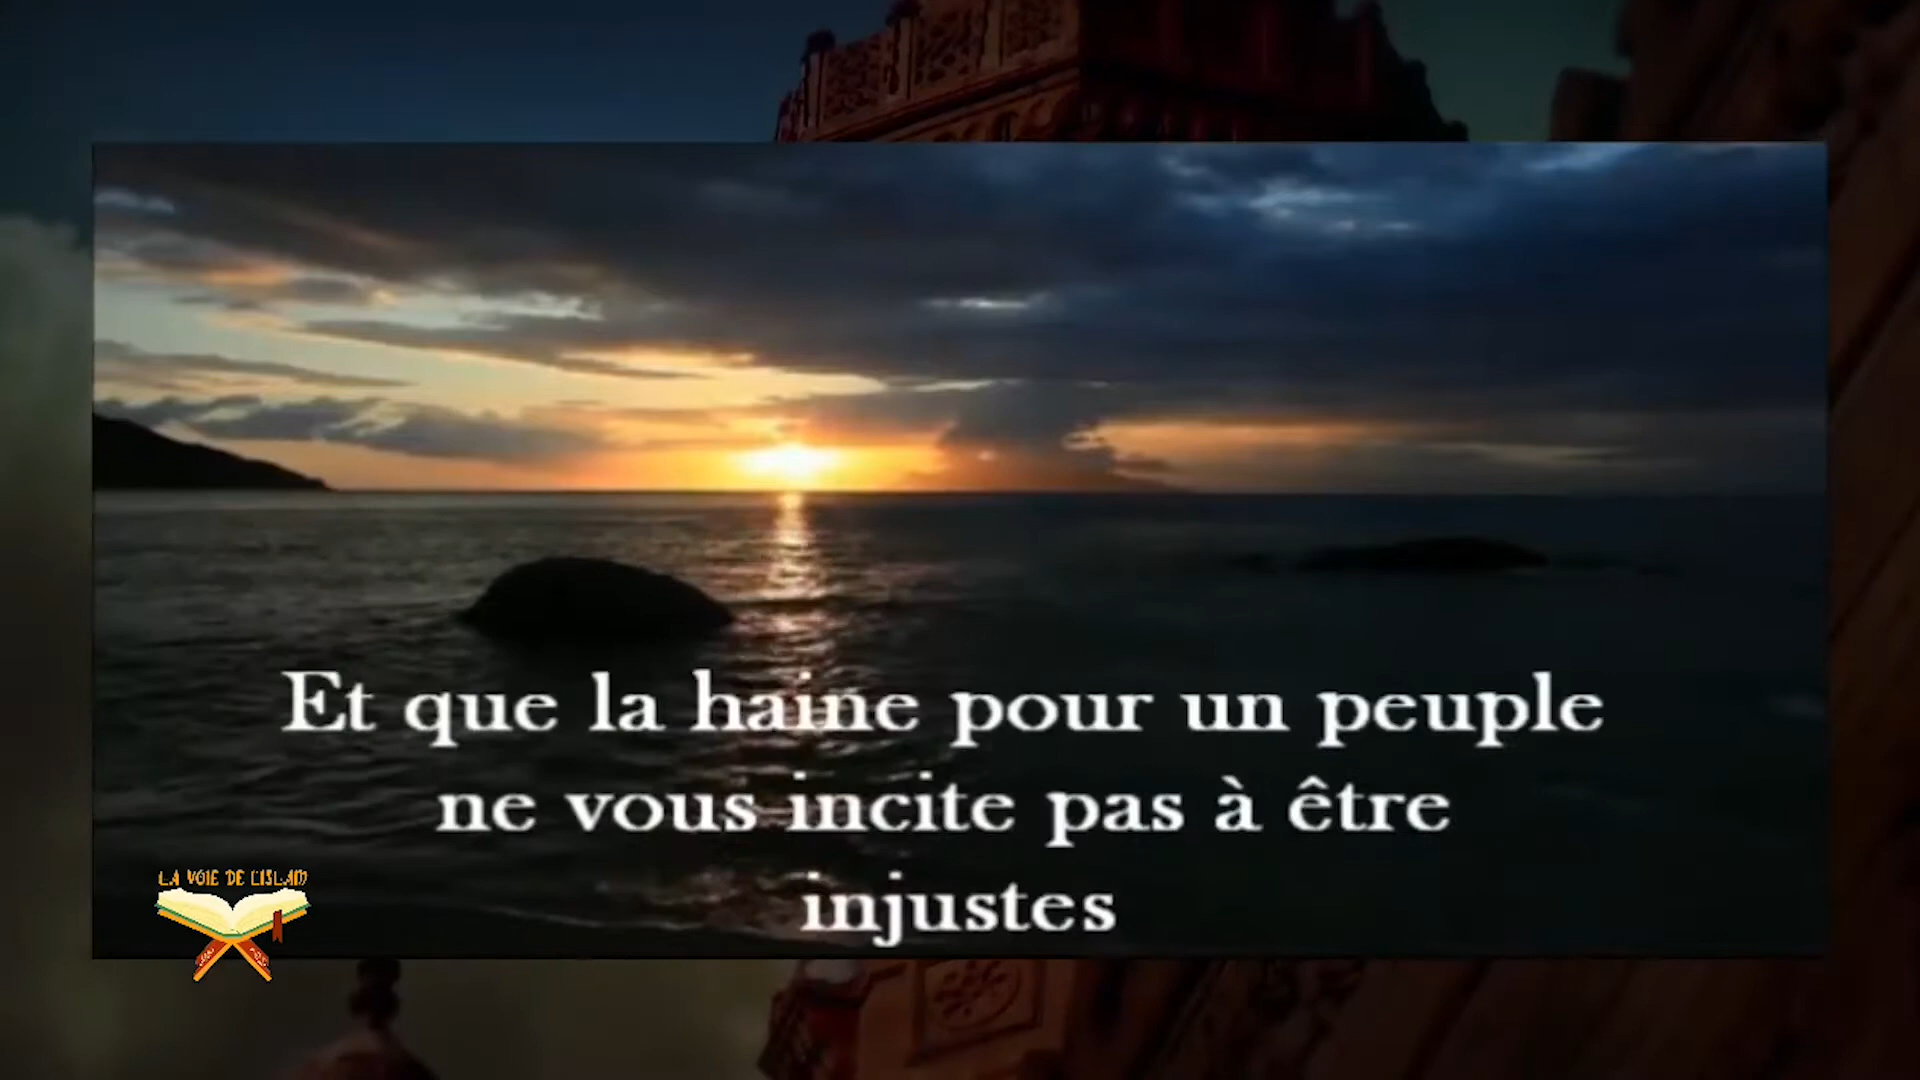 Et que la haine pour un peuple
ne vous incite pas à être
injustes
LA VOIE DE L'ISLAM